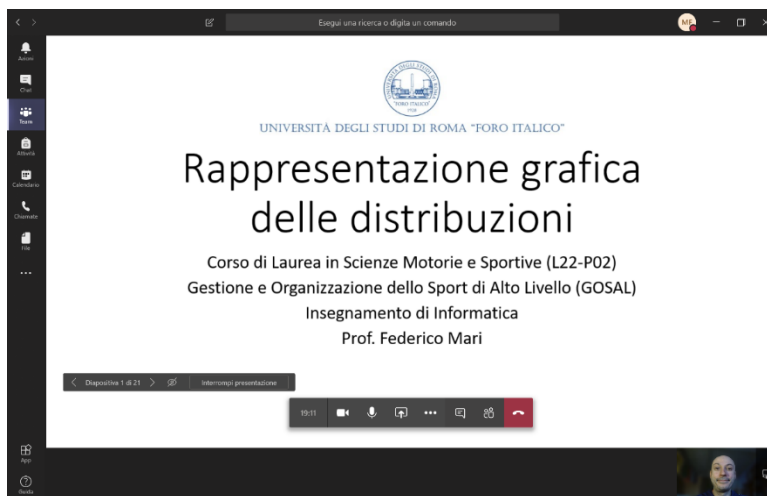 Esegui una ricerca o digita un comando
MF
Chat
Team
Attività
Calendario
Chiamate
File
UNIVERSITÀ DEGLI STUDI DI ROMA "FORO ITALICO"
Rappresentazione grafica
delle distribuzioni
Corso di Laurea in Scienze Motorie e Sportive (L22-P02)
Gestione e Organizzazione dello Sport di Alto Livello (GOSAL)
Insegnamento di Informatica
Prof. Federico Mari
Diapositiva 1 di 21
Interrompi presentazione
19:11
App
Guida